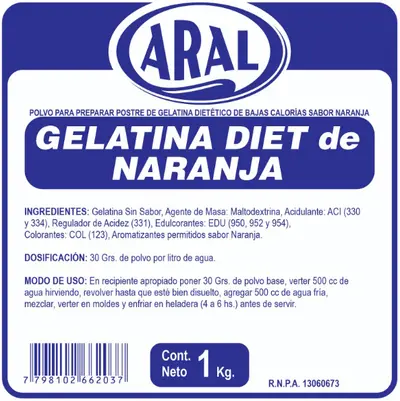 ARAL
POLVO PARA PREPARAR POSTRE DE GELATINA DIETÉTICO DE BAJAS CALORÍAS SABOR NARANJA
GELATINA DIET de
NARANJA
INGREDIENTES: Gelatina Sin Sabor, Agente de Masa: Maltodextrina, Acidulante: ACI (330
y 334), Regulador de Acidez (331), Edulcorantes: EDU (950, 952 y 954),
Colorantes: COL (123), Aromatizantes permitidos sabor Naranja.
DOSIFICACIÓN: 30 Grs. de polvo por litro de agua.
MODO DE USO: En recipiente apropiado poner 30 Grs. de polvo base, verter 500 cc de
agua hirviendo, revolver hasta que esté bien disuelto, agregar 500 cc de agua fría,
mezclar, verter en moldes y enfriar en heladera (4 a 6 hs.) antes de servir.
7 798102 662037
Cont.
Neto 1 Kg.
R.N.P.A. 13060673